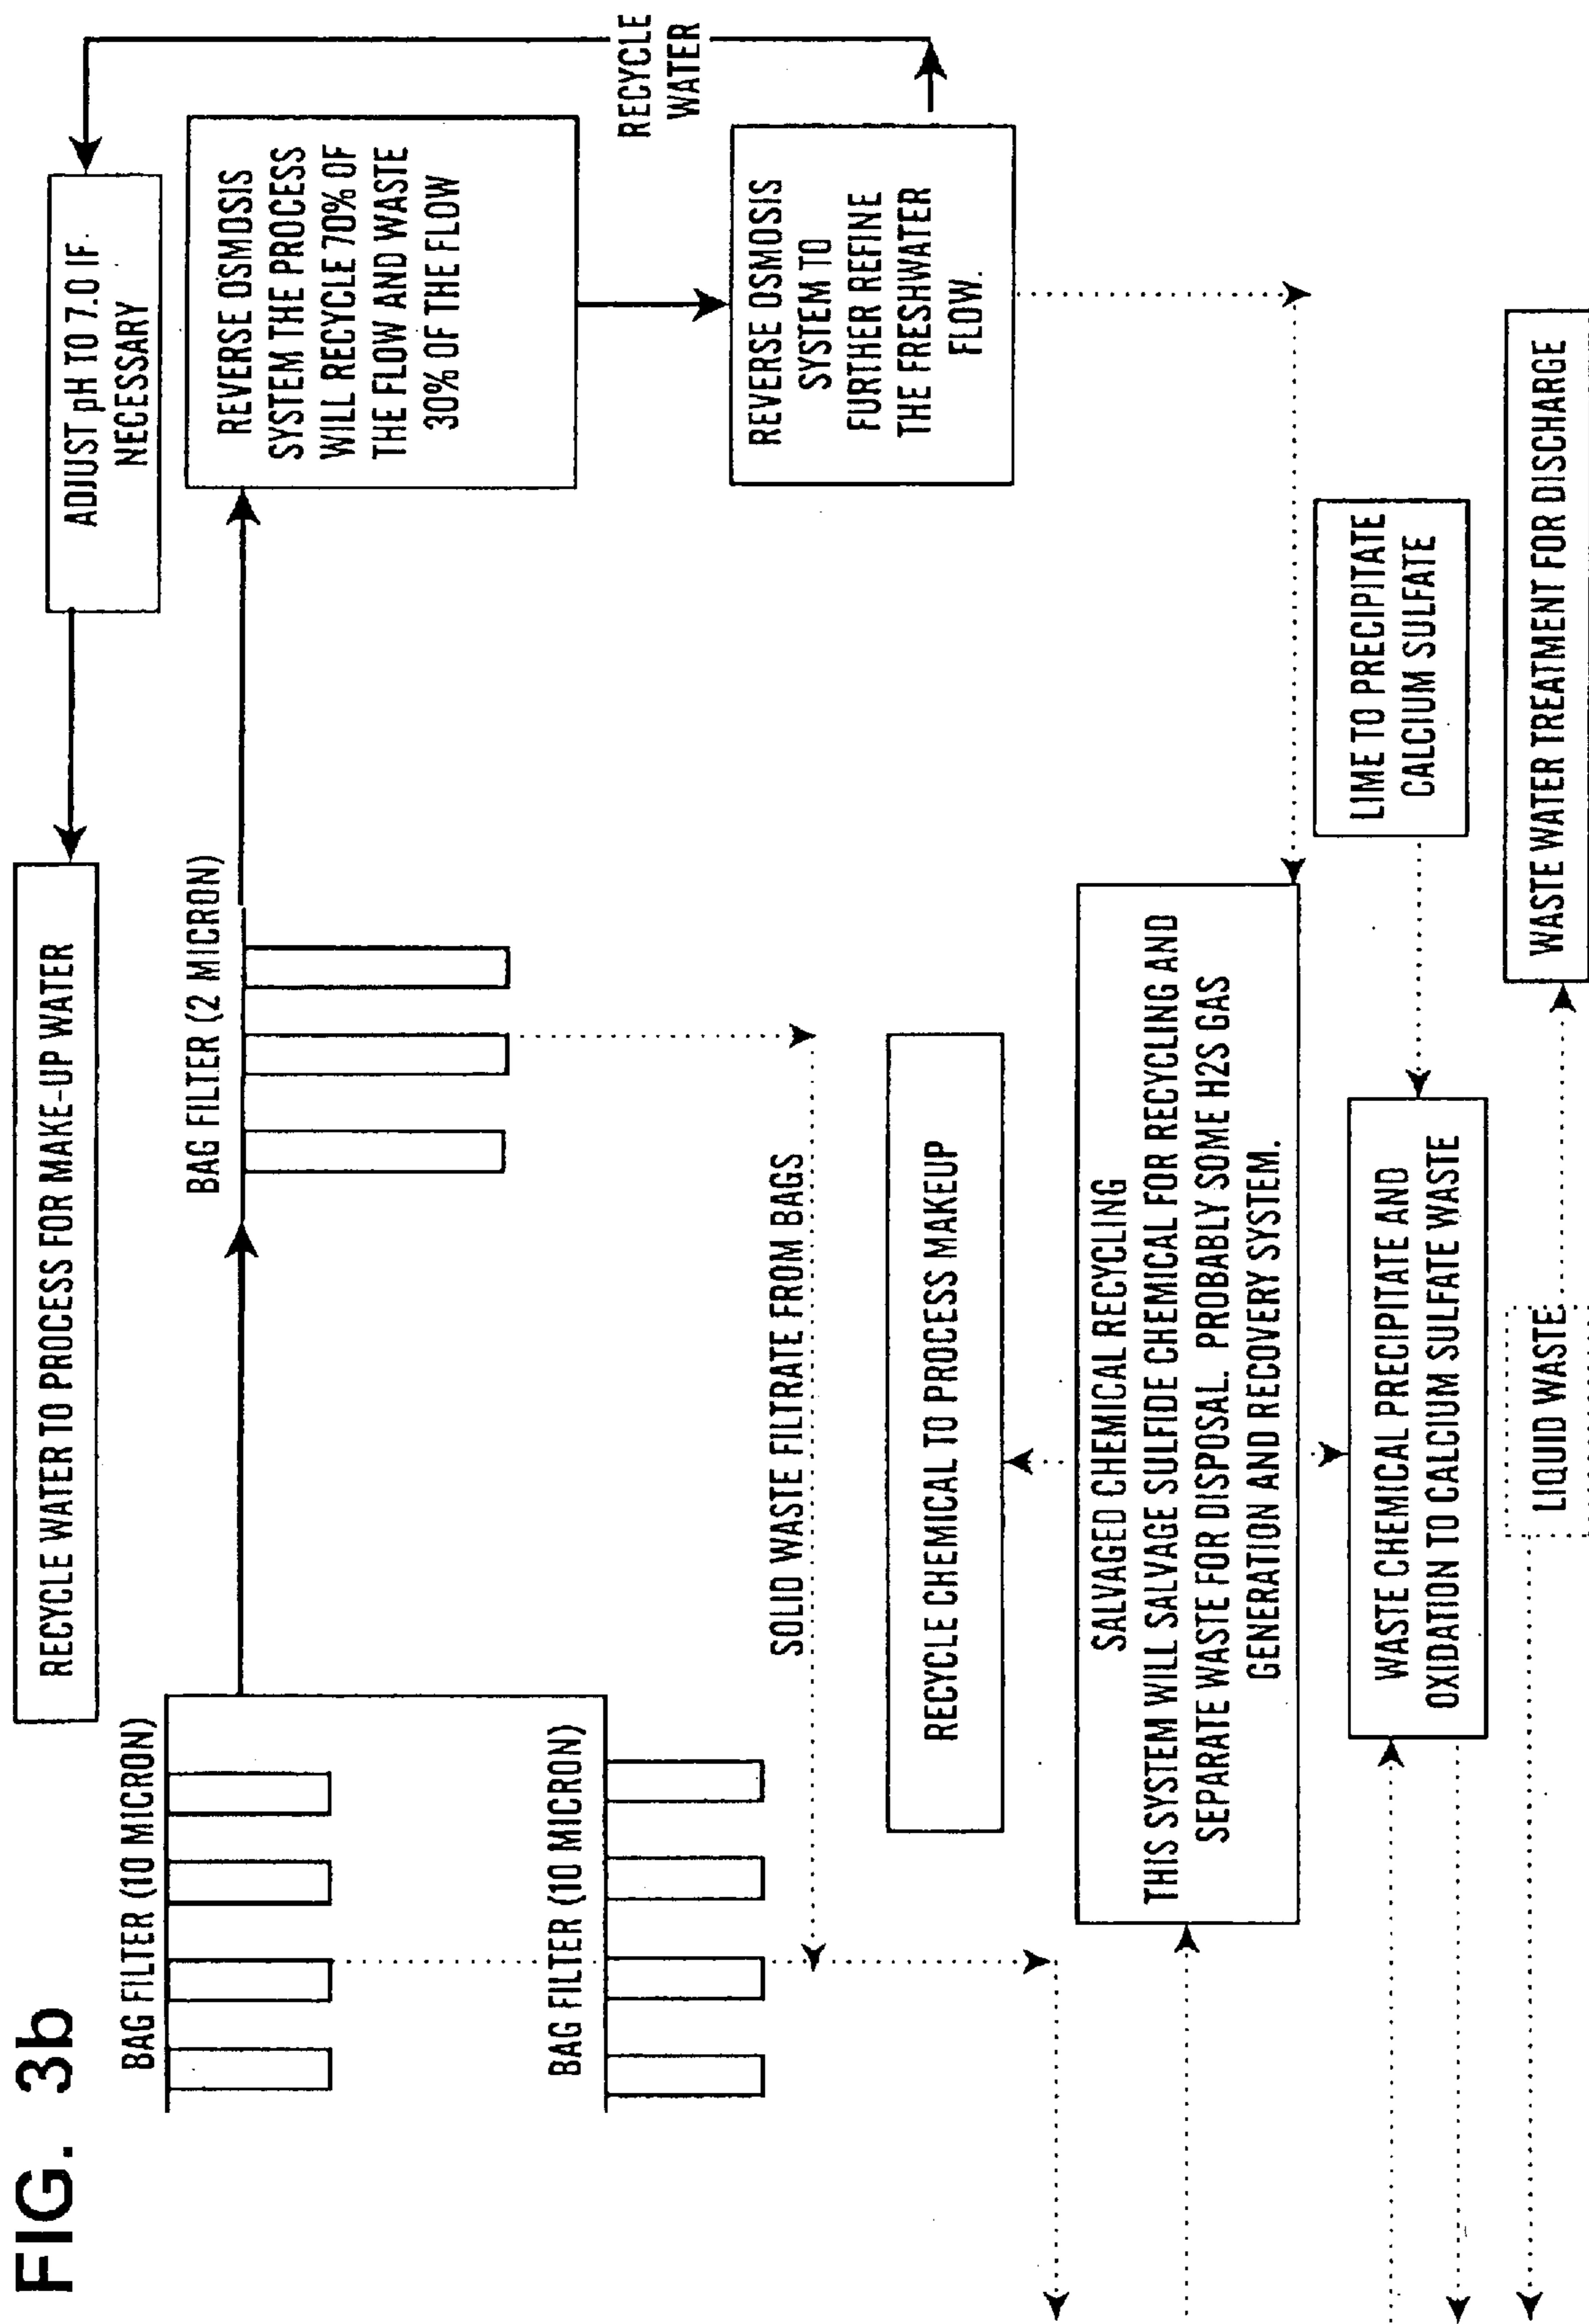 FIG. 3b
RECYCLE WATER TO PROCESS FOR MAKE-UP WATER
ADJUST pH TO 7.0 IF
NECESSARY
BAG FILTER (10 MICRON)
BAG FILTER (2 MICRON)
REVERSE OSMOSIS
SYSTEM THE PROCESS
WILL RECYCLE 70% OF
THE FLOW AND WASTE
30% OF THE FLOW
RECYCLE
WATER
BAG FILTER (10 MICRON)
SOLID WASTE FILTRATE FROM BAGS
REVERSE OSMOSIS
SYSTEM TO
FURTHER REFINE
THE FRESHWATER
FLOW.
RECYCLE CHEMICAL TO PROCESS MAKEUP
SALVAGED CHEMICAL RECYCLING
THIS SYSTEM WILL SALVAGE SULFIDE CHEMICAL FOR RECYCLING AND
SEPARATE WASTE FOR DISPOSAL. PROBABLY SOME H2S GAS
GENERATION AND RECOVERY SYSTEM.
LIME TO PRECIPITATE
CALCIUM SULFATE
WASTE CHEMICAL PRECIPITATE AND
OXIDATION TO CALCIUM SULFATE WASTE
LIQUID WASTE
WASTE WATER TREATMENT FOR DISCHARGE